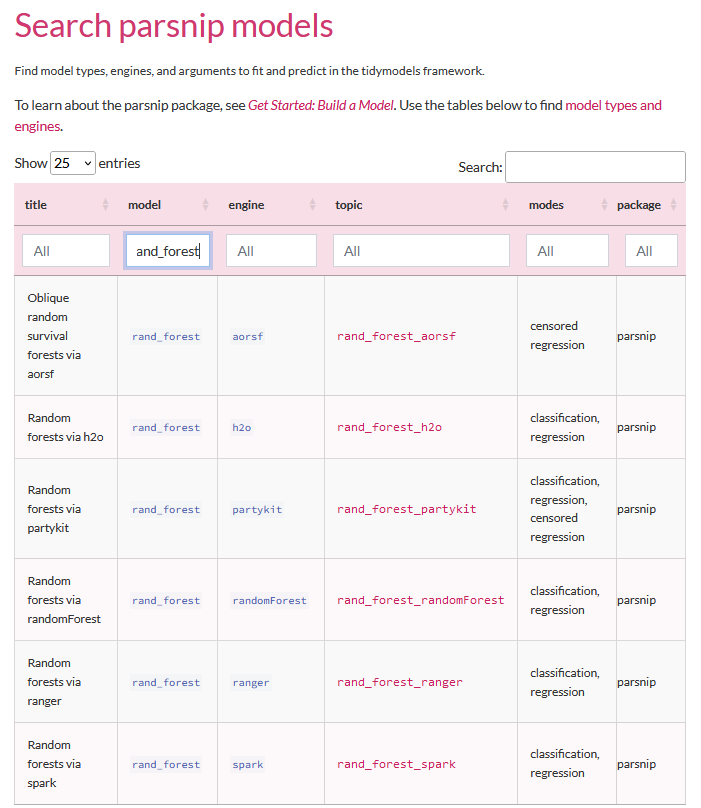 Search parsnip models
Find model types, engines, and arguments to fit and predict in the tidymodels framework.
To learn about the parsnip package, see Get Started: Build a Model. Use the tables below to find model types and
engines.
Show 25 entries
Search:
title model engine topic modes package
All and_forest All All All All
Oblique
random
survival
forests via
aorsf
rand_forest
aorsf
rand_forest_aorsf
censored
regression
parsnip
Random
forests via h2o
rand_forest
h2o
rand_forest_h2o
classification,
regression
parsnip
Random
forests via
partykit
rand_forest
partykit
rand_forest_partykit
classification,
regression,
censored
regression
parsnip
Random
forests via
randomForest
rand_forest
randomForest
rand_forest_randomForest
classification,
regression
parsnip
Random
forests via
ranger
rand_forest
ranger
rand_forest_ranger
classification,
regression
parsnip
Random
forests via
spark
rand_forest
spark
rand_forest_spark
classification,
regression
parsnip